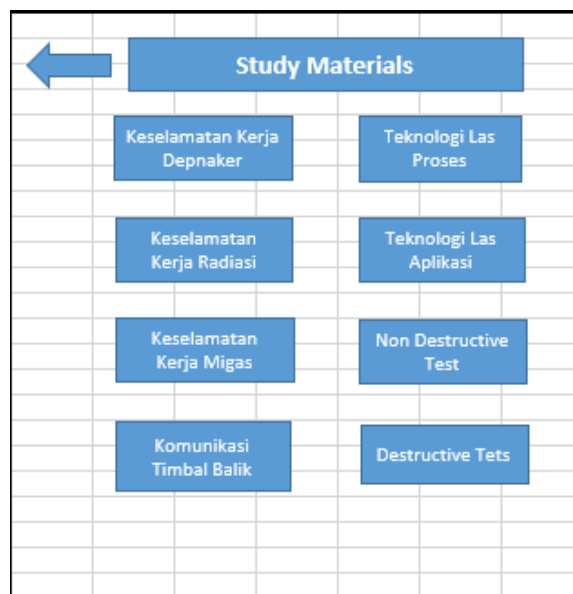 Study Materials
Keselamatan Kerja
Depnaker
Teknologi Las
Proses
Keselamatan
Kerja Radiasi
Teknologi Las
Aplikasi
Keselamatan
Kerja Migas
Non Destructive
Test
Komunikasi
Timbal Balik
Destructive Tets